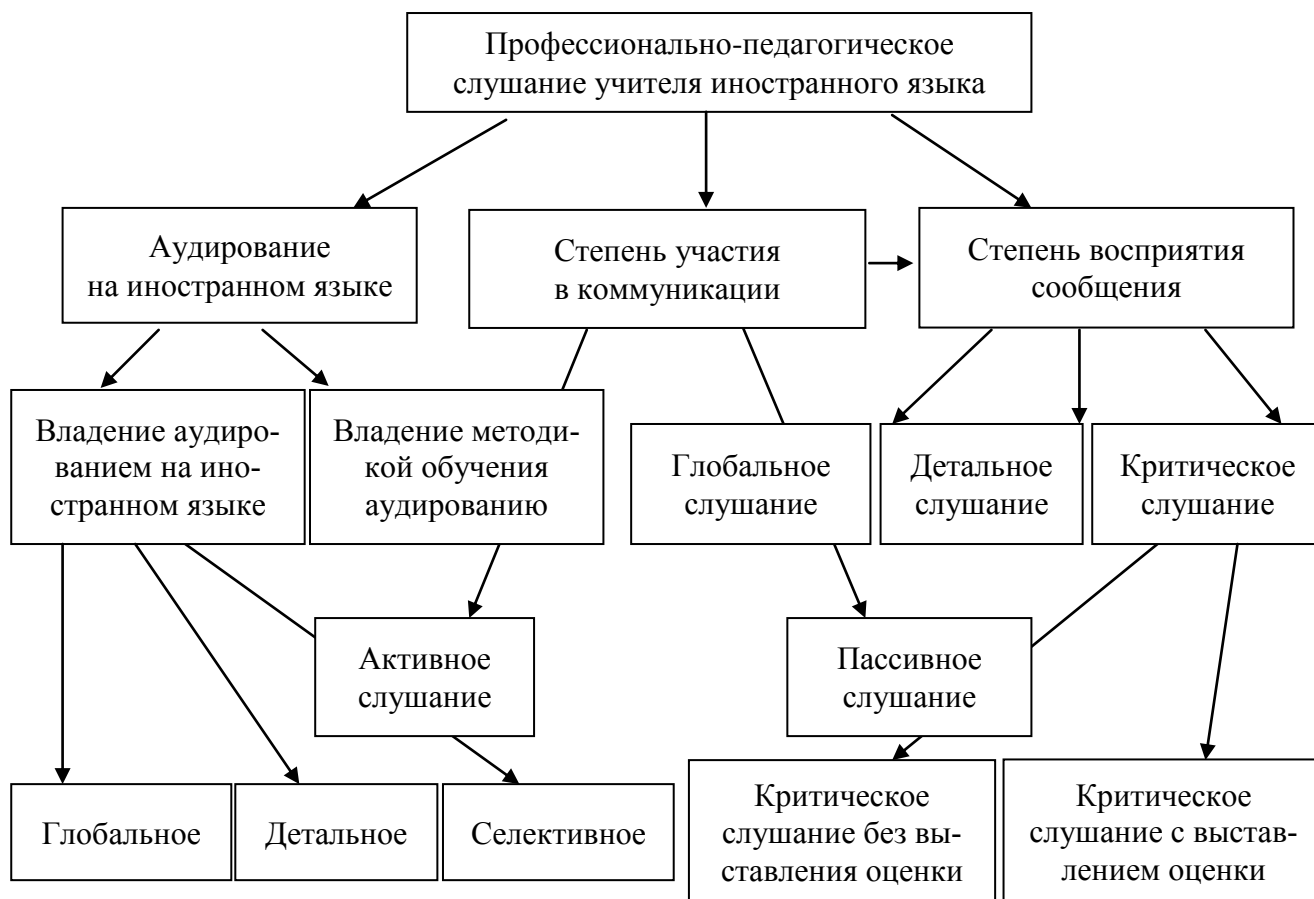 Профессионально-педагогическое
слушание учителя иностранного языка
Аудирование
на иностранном языке
Степень участия
в коммуникации
Степень восприятия
сообщения
Владение аудиро-
ванием на ино-
странном языке
Владение методи-
кой обучения
аудированию
Глобальное
слушание
Детальное
слушание
Критическое
слушание
Активное
слушание
Пассивное
слушание
Глобальное
Детальное
Селективное
Критическое
слушание без вы-
ставления оценки
Критическое
слушание с выстав-
лением оценки